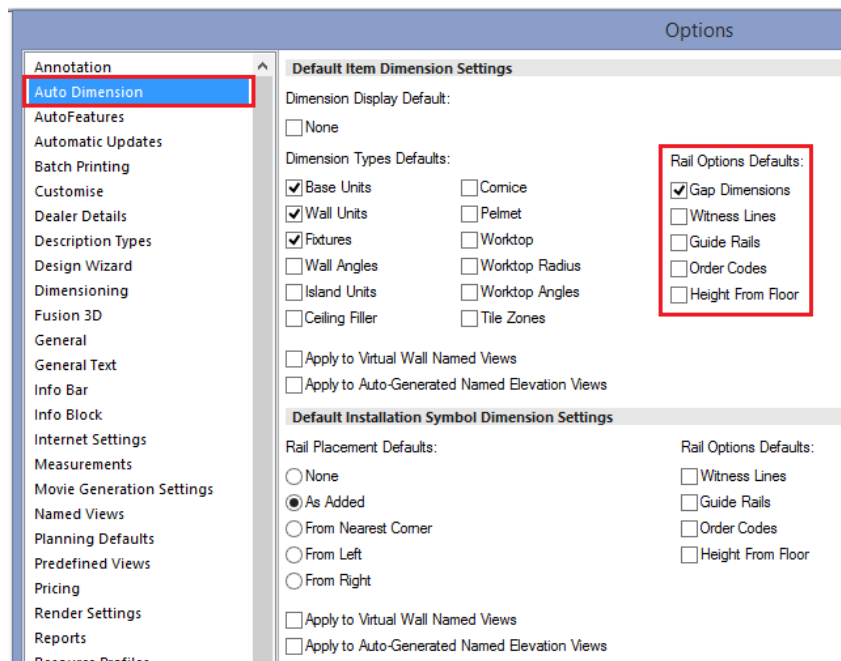 Options
Annotation
Auto Dimension
AutoFeatures
Automatic Updates
Batch Printing
Customise
Dealer Details
Description Types
Design Wizard
Dimensioning
Fusion 3D
General
General Text
Info Bar
Info Block
Internet Settings
Measurements
Movie Generation Settings
Named Views
Planning Defaults
Predefined Views
Pricing
Render Settings
Reports
Resource Profiles
Default Item Dimension Settings
Dimension Display Default:
None
Dimension Types Defaults:
Base Units
Wall Units
Fixtures
Wall Angles
Island Units
Ceiling Filler
Cornice
Pelmet
Worktop
Worktop Radius
Worktop Angles
Tile Zones
Rail Options Defaults:
Gap Dimensions
Witness Lines
Guide Rails
Order Codes
Height From Floor
Apply to Virtual Wall Named Views
Apply to Auto-Generated Named Elevation Views
Default Installation Symbol Dimension Settings
Rail Placement Defaults:
None
As Added
From Nearest Corner
From Left
From Right
Rail Options Defaults:
Witness Lines
Guide Rails
Order Codes
Height From Floor
Apply to Virtual Wall Named Views
Apply to Auto-Generated Named Elevation Views